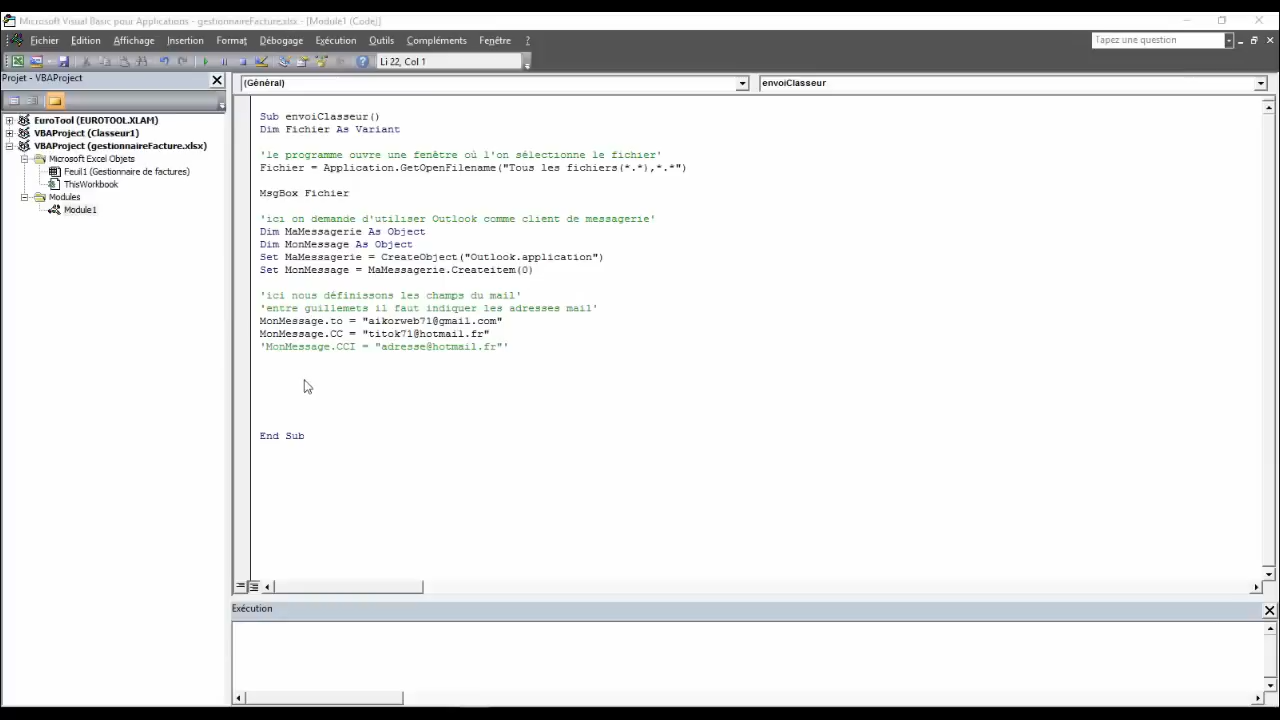 Microsoft Visual Basic pour Applications - gestionnaireFacture.xlsx - [Module1 (Code)]
Fichier Edition Affichage Insertion Format Débogage Exécution Outils Compléments Fenêtre ?
Tapez une question
Li 22, Col 1
Projet - VBAProject
(Général)
envoiClasseur
EuroTool (EUROTOOL.XLAM)
VBAProject (Classeur1)
VBAProject (gestionnaireFacture.xlsx)
Microsoft Excel Objets
Feuil1 (Gestionnaire de factures)
ThisWorkbook
Modules
Module1
Sub envoiClasseur()
Dim Fichier As Variant
'le programme ouvre une fenêtre où l'on sélectionne le fichier'
Fichier = Application.GetOpenFilename("Tous les fichiers(*.*),*.*")
MsgBox Fichier
'ici on demande d'utiliser Outlook comme client de messagerie'
Dim MaMessagerie As Object
Dim MonMessage As Object
Set MaMessagerie = CreateObject("Outlook.application")
Set MonMessage = MaMessagerie.Createitem(0)
'ici nous définissons les champs du mail'
'entre guillemets il faut indiquer les adresses mail'
MonMessage.to = "aikorweb71@gmail.com"
MonMessage.CC = "titok71@hotmail.fr"
'MonMessage.CCI = "adresse@hotmail.fr"'
End Sub
Exécution